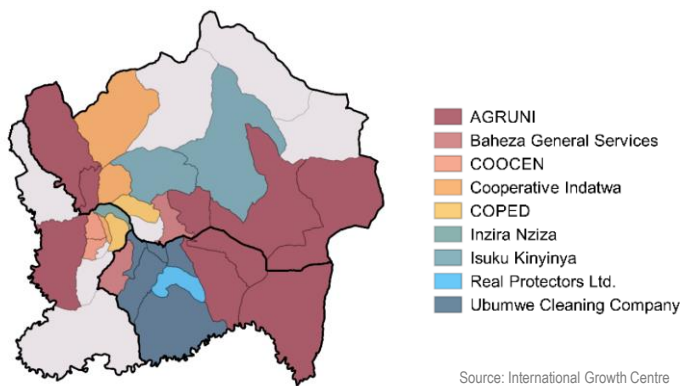 AGRUNI
Baheza General Services
COOCEN
Cooperative Indatwa
COPED
Inzira Nziza
Isuku Kinyinya
Real Protectors Ltd.
Ubumwe Cleaning Company
Source: International Growth Centre